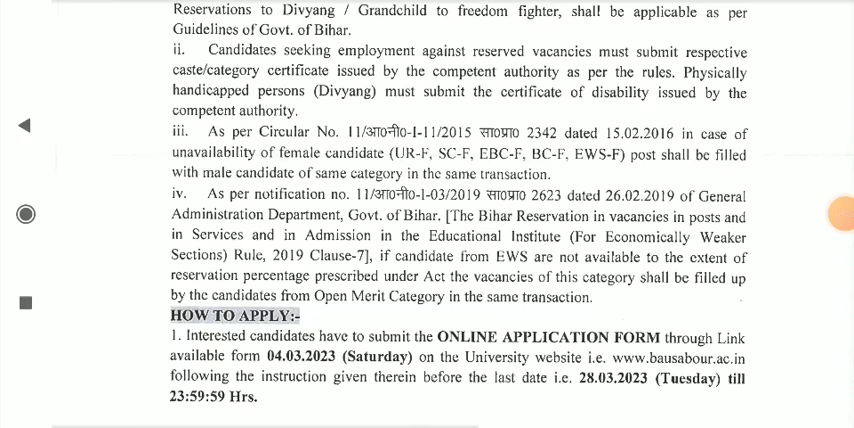 Reservations to Divyang / Grandchild to freedom fighter, shall be applicable as per
Guidelines of Govt. of Bihar.
ii. Candidates seeking employment against reserved vacancies must submit respective
caste/category certificate issued by the competent authority as per the rules. Physically
handicapped persons (Divyang) must submit the certificate of disability issued by the
competent authority.
iii. As per Circular No. 11/आ0नी0-I-11/2015 सा0प्रा0 2342 dated 15.02.2016 in case of
unavailability of female candidate (UR-F, SC-F, EBC-F, BC-F, EWS-F) post shall be filled
with male candidate of same category in the same transaction.
iv. As per notification no. 11/आ0नी0-I-03/2019 सा0प्रा0 2623 dated 26.02.2019 of General
Administration Department, Govt. of Bihar. [The Bihar Reservation in vacancies in posts and
in Services and in Admission in the Educational Institute (For Economically Weaker
Sections) Rule, 2019 Clause-7], if candidate from EWS are not available to the extent of
reservation percentage prescribed under Act the vacancies of this category shall be filled up
by the candidates from Open Merit Category in the same transaction.
HOW TO APPLY:-
1. Interested candidates have to submit the ONLINE APPLICATION FORM through Link
available form 04.03.2023 (Saturday) on the University website i.e. www.bausabour.ac.in
following the instruction given therein before the last date i.e. 28.03.2023 (Tuesday) till
23:59:59 Hrs.